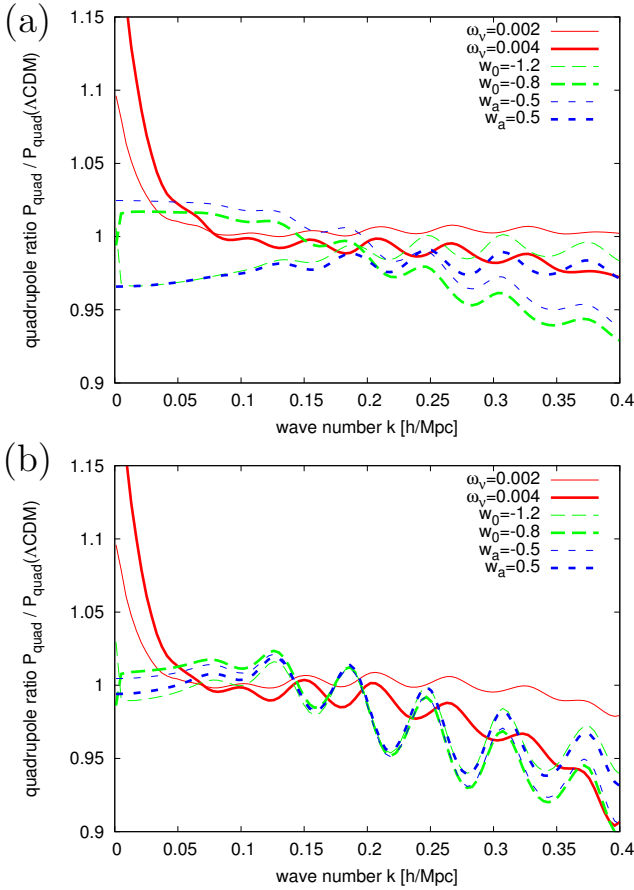 (a)
quadrupole ratio P_quad / P_quad(ΛCDM)
1.15
1.1
1.05
1
0.95
0.9
ω_ν=0.002
ω_ν=0.004
w_0=-1.2
w_0=-0.8
w_a=-0.5
w_a=0.5
0 0.05 0.1 0.15 0.2 0.25 0.3 0.35 0.4
wave number k [h/Mpc]
(b)
quadrupole ratio P_quad / P_quad(ΛCDM)
1.15
1.1
1.05
1
0.95
0.9
ω_ν=0.002
ω_ν=0.004
w_0=-1.2
w_0=-0.8
w_a=-0.5
w_a=0.5
0 0.05 0.1 0.15 0.2 0.25 0.3 0.35 0.4
wave number k [h/Mpc]